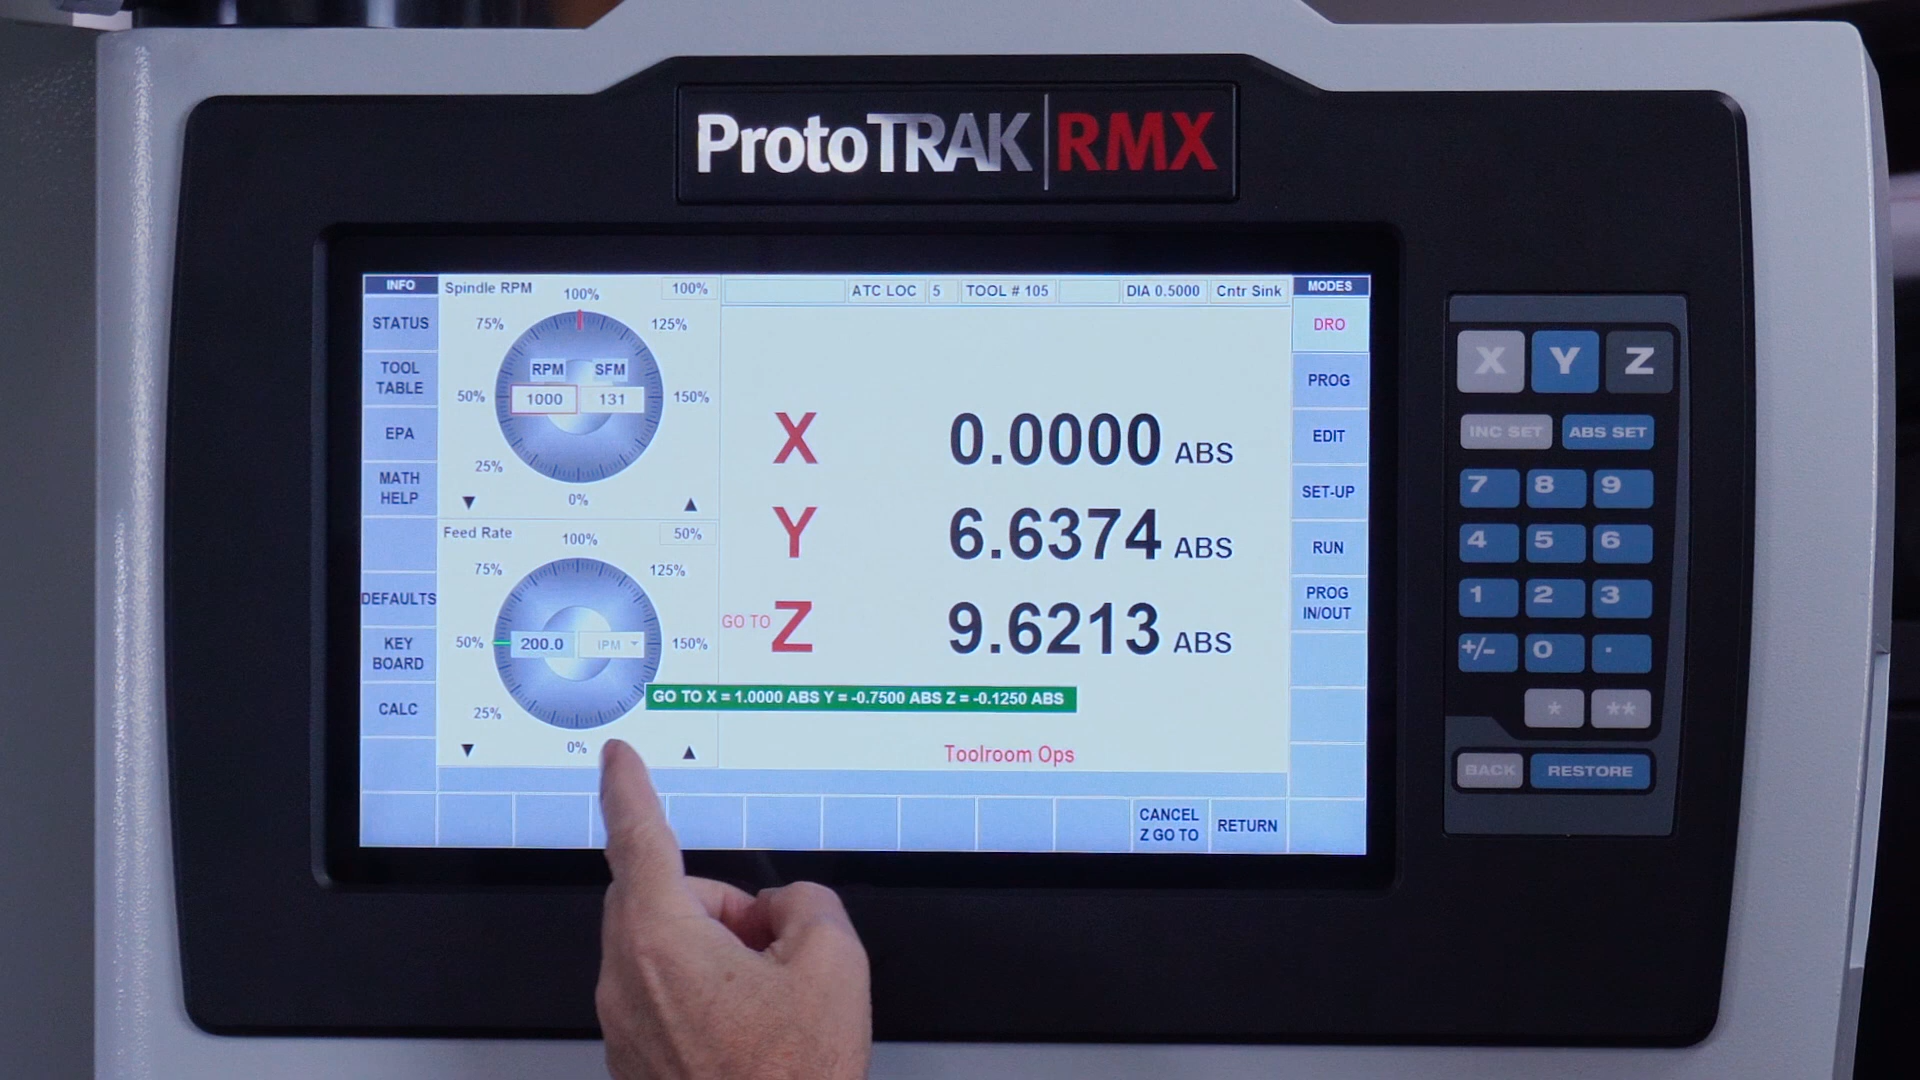 ProtoTRAK RMX
INFO
STATUS
TOOL
TABLE
EPA
MATH
HELP
DEFAULTS
KEY
BOARD
CALC
Spindle RPM
100%
100%
75%
125%
RPM
SFM
50%
1000
131
150%
25%
0%
▼
▲
Feed Rate
50%
100%
75%
125%
50%
200.0
IPM
150%
25%
0%
▼
▲
ATC LOC 5 TOOL # 105 DIA 0.5000 Cntr Sink
X 0.0000 ABS
Y 6.6374 ABS
GO TO Z 9.6213 ABS
GO TO X = 1.0000 ABS Y = -0.7500 ABS Z = -0.1250 ABS
Toolroom Ops
CANCEL
Z GO TO
RETURN
MODES
DRO
PROG
EDIT
SET-UP
RUN
PROG
IN/OUT
X Y Z
INC SET ABS SET
7 8 9
4 5 6
1 2 3
+/- 0 .
* **
BACK RESTORE